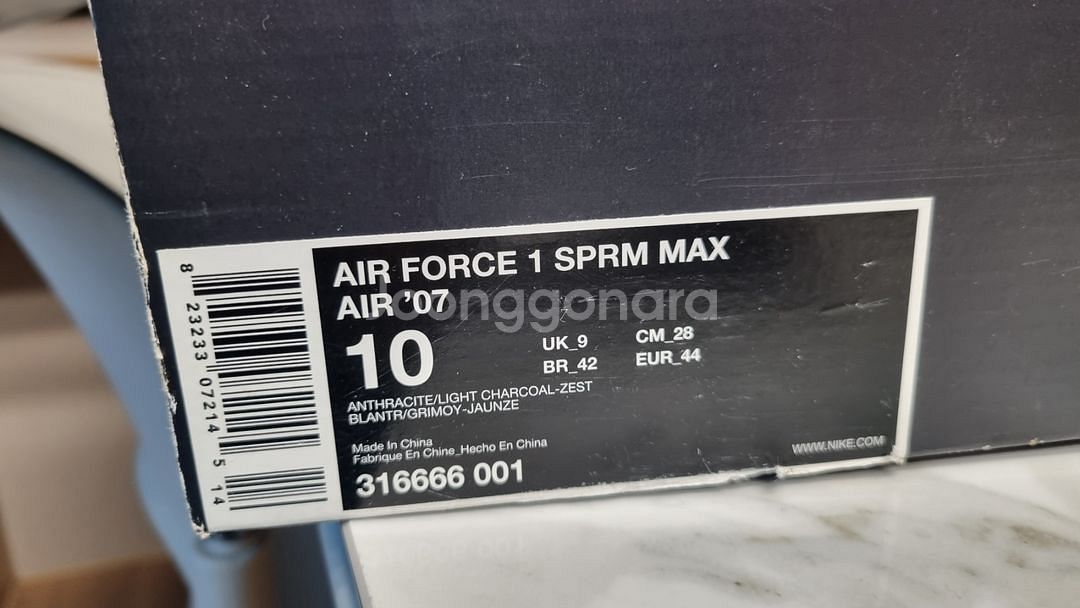 AIR FORCE 1 SPRM MAX
AIR '07
10
UK_9 CM_28
BR_42 EUR_44
ANTHRACITE/LIGHT CHARCOAL-ZEST
BLANTR/GRIMOY-JAUNZE
Made In China
Fabrique En Chine_Hecho En China
316666 001
WWW.NIKE.COM
8 23233 07214 5 14
joonggonara